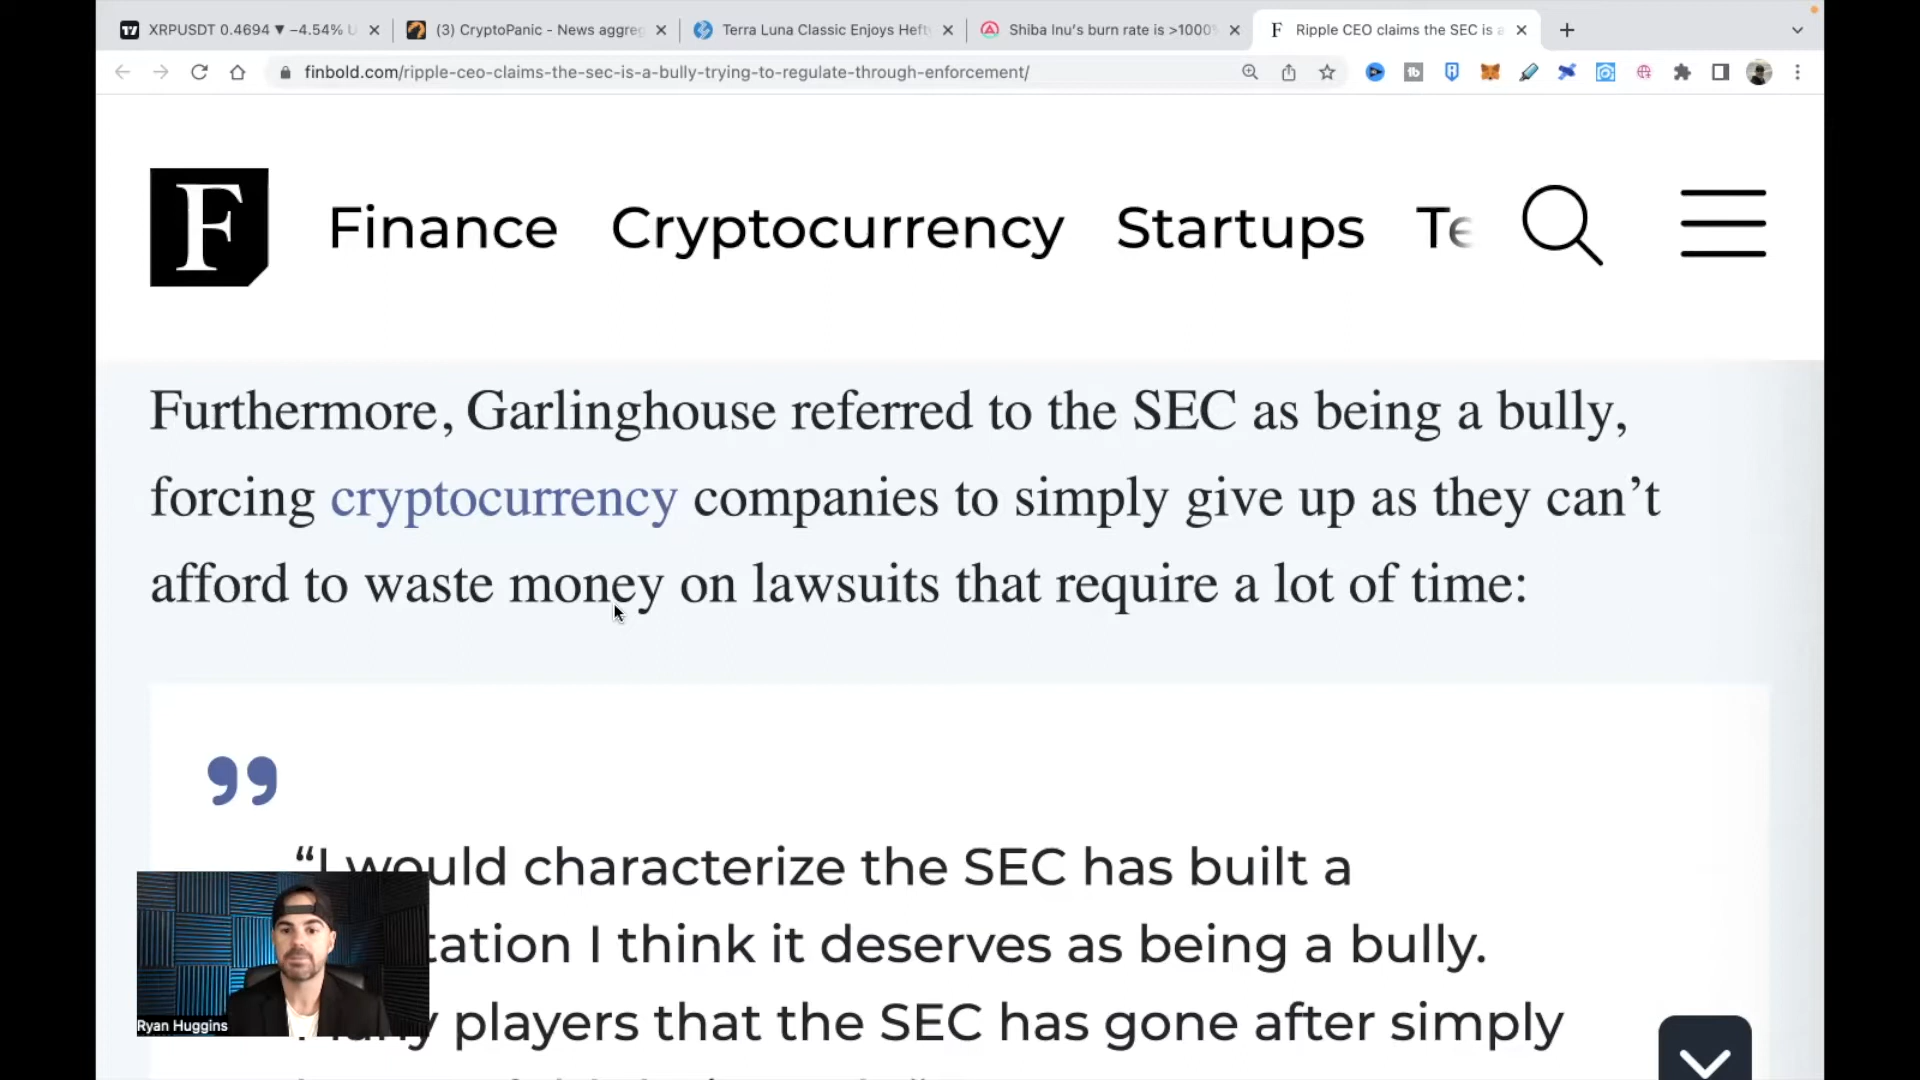 XRPUSDT 0.4694 ▼ −4.54% U
(3) CryptoPanic - News aggreg
Terra Luna Classic Enjoys Heft
Shiba Inu's burn rate is >1000%
Ripple CEO claims the SEC is a
finbold.com/ripple-ceo-claims-the-sec-is-a-bully-trying-to-regulate-through-enforcement/
F
Finance Cryptocurrency Startups Te
Furthermore, Garlinghouse referred to the SEC as being a bully,
forcing cryptocurrency companies to simply give up as they can’t
afford to waste money on lawsuits that require a lot of time:
”
“I would characterize the SEC has built a
tation I think it deserves as being a bully.
players that the SEC has gone after simply
Ryan Huggins